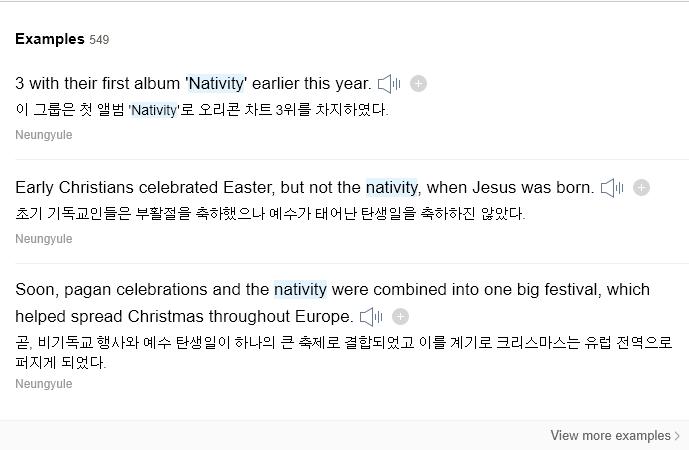 Examples 549
3 with their first album 'Nativity' earlier this year.
이 그룹은 첫 앨범 'Nativity'로 오리콘 차트 3위를 차지하였다.
Neungyule
Early Christians celebrated Easter, but not the nativity, when Jesus was born.
초기 기독교인들은 부활절을 축하했으나 예수가 태어난 탄생일을 축하하진 않았다.
Neungyule
Soon, pagan celebrations and the nativity were combined into one big festival, which
helped spread Christmas throughout Europe.
곧, 비기독교 행사와 예수 탄생일이 하나의 큰 축제로 결합되었고 이를 계기로 크리스마스는 유럽 전역으로
퍼지게 되었다.
Neungyule
View more examples